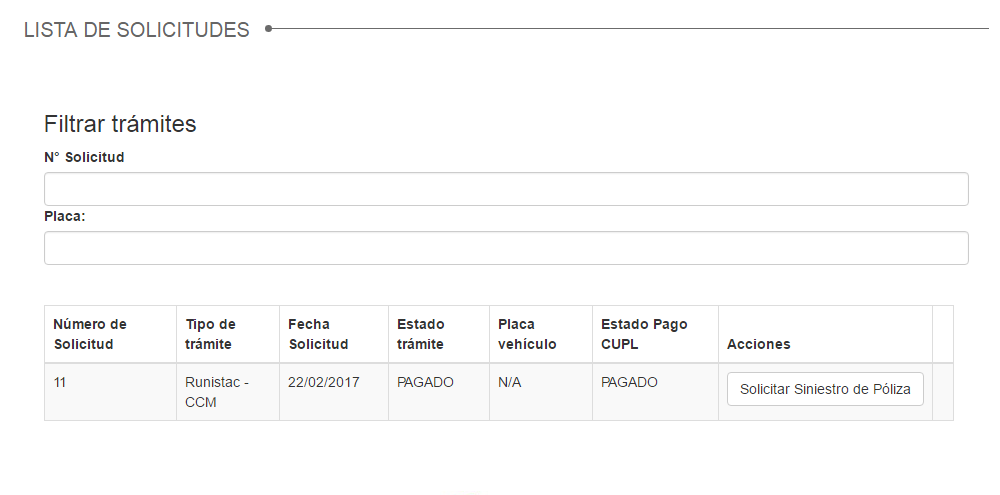 LISTA DE SOLICITUDES
Filtrar trámites
N° Solicitud
Placa:
Número de Solicitud Tipo de trámite Fecha Solicitud Estado trámite Placa vehículo Estado Pago CUPL Acciones
11 Runistac - CCM 22/02/2017 PAGADO N/A PAGADO Solicitar Siniestro de Póliza